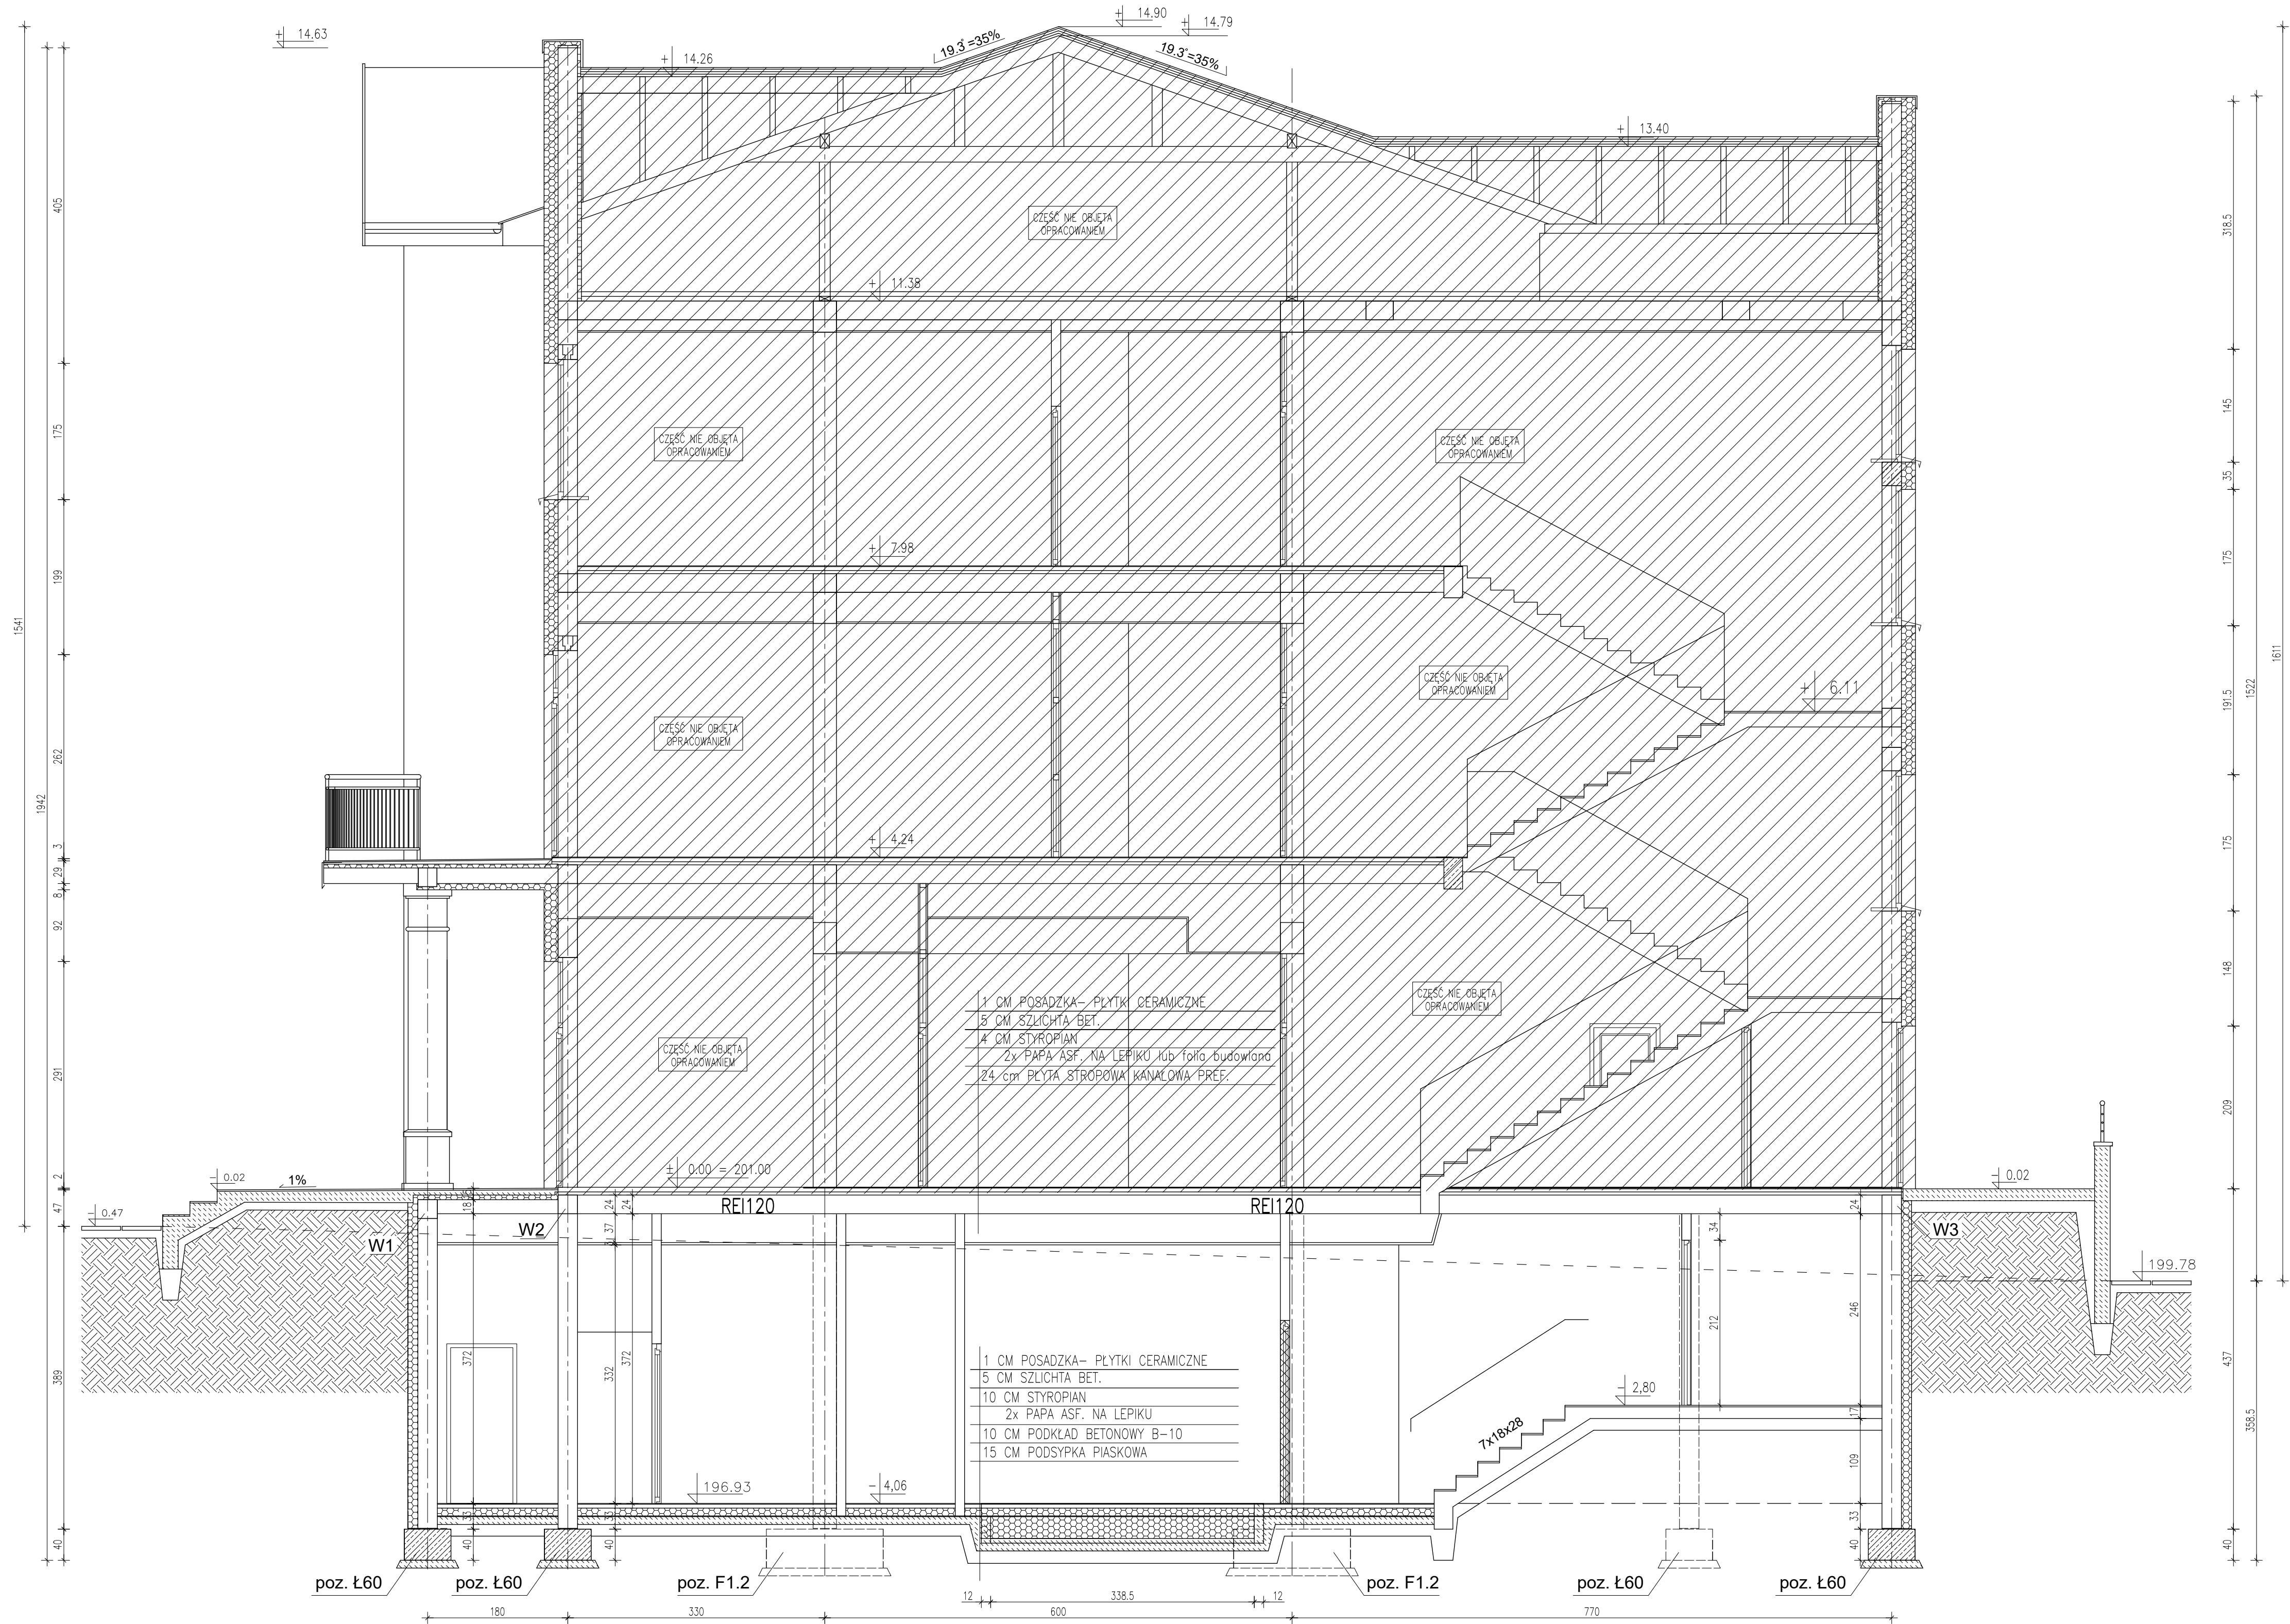 + 14.63
+ 14.90
+ 14.79
19.3°=35%
19.3°=35%
+ 14.26
+ 13.40
CZĘŚĆ NIE OBJĘTA
OPRACOWANIEM
+ 11.38
CZĘŚĆ NIE OBJĘTA
OPRACOWANIEM
CZĘŚĆ NIE OBJĘTA
OPRACOWANIEM
+ 7.98
CZĘŚĆ NIE OBJĘTA
OPRACOWANIEM
+ 6.11
CZĘŚĆ NIE OBJĘTA
OPRACOWANIEM
+ 4.24
CZĘŚĆ NIE OBJĘTA
OPRACOWANIEM
CZĘŚĆ NIE OBJĘTA
OPRACOWANIEM
1 CM POSADZKA- PŁYTKI CERAMICZNE
5 CM SZLICHTA BET.
4 CM STYROPIAN
2x PAPA ASF. NA LEPIKU lub folia budowlana
24 cm PŁYTA STROPOWA KANAŁOWA PREF.
± 0.00 = 201.00
- 0.02
1%
- 0.47
- 0.02
199.78
REI120
REI120
W1
W2
W3
1 CM POSADZKA- PŁYTKI CERAMICZNE
5 CM SZLICHTA BET.
10 CM STYROPIAN
2x PAPA ASF. NA LEPIKU
10 CM PODKŁAD BETONOWY B-10
15 CM PODSYPKA PIASKOWA
- 2,80
7x18x28
196.93
- 4,06
poz. Ł60
poz. Ł60
poz. F1.2
poz. F1.2
poz. Ł60
poz. Ł60
12
338.5
12
180
330
600
770
1541
1942
405
175
199
262
3
29
8
92
291
2
47
389
40
372
33
40
24
37
3
332
33
40
24
372
34
212
24
246
17
109
33
40
318.5
145
35
175
191.5
175
148
209
437
40
1522
358.5
1611